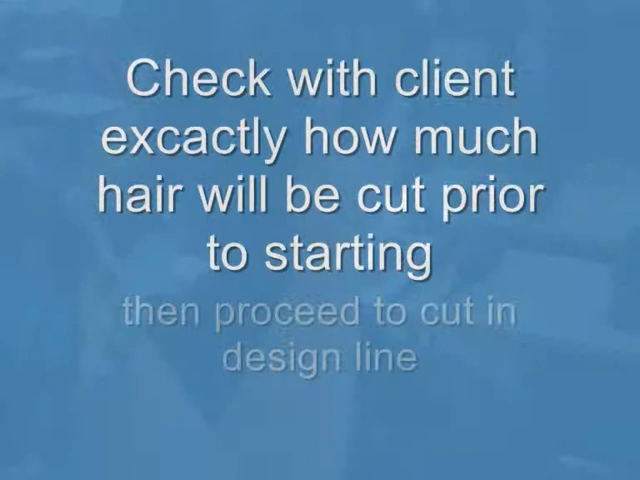 Check with client
excactly how much
hair will be cut prior
to starting
then proceed to cut in
design line